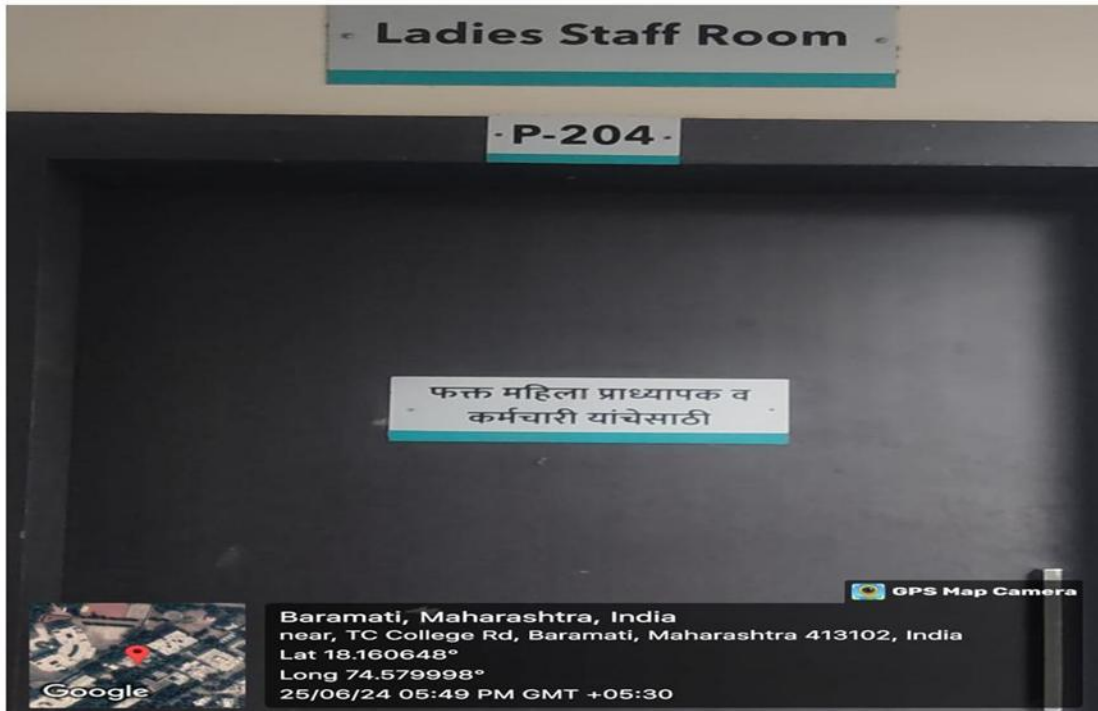 Ladies Staff Room
P-204
फक्त महिला प्राध्यापक व
कर्मचारी यांचेसाठी
GPS Map Camera
Baramati, Maharashtra, India
near, TC College Rd, Baramati, Maharashtra 413102, India
Lat 18.160648°
Long 74.579998°
25/06/24 05:49 PM GMT +05:30
Google